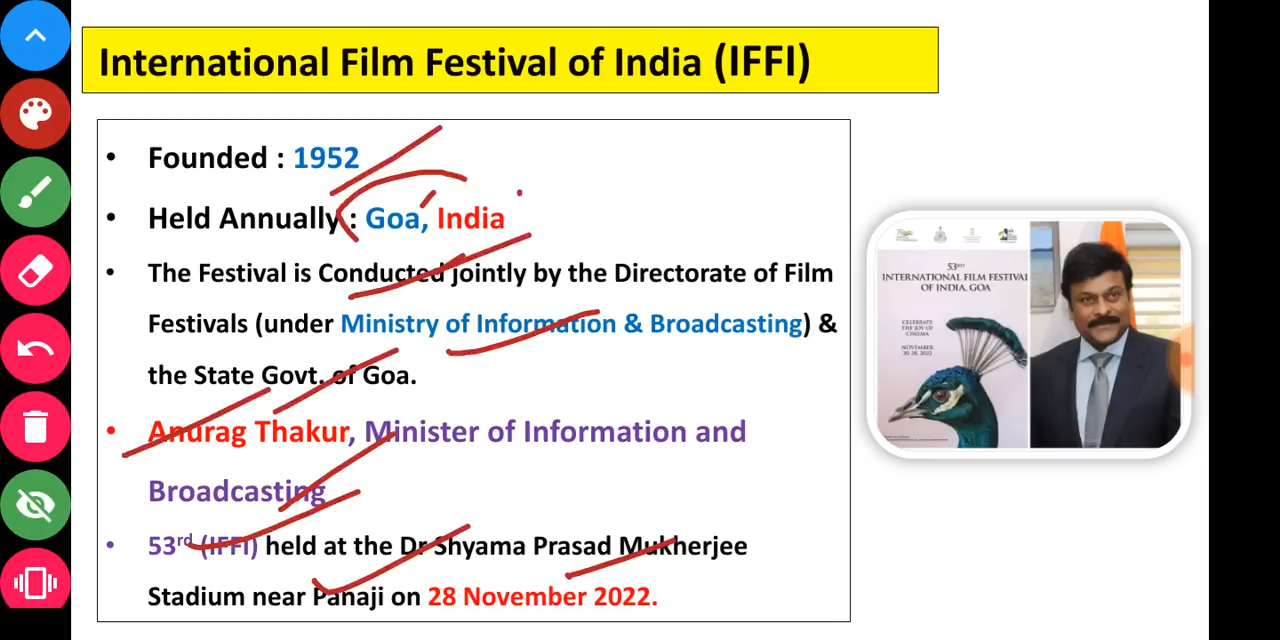 International Film Festival of India (IFFI)
• Founded : 1952
• Held Annually : Goa, India
• The Festival is Conducted jointly by the Directorate of Film
Festivals (under Ministry of Information & Broadcasting) &
the State Govt. of Goa.
• Anurag Thakur, Minister of Information and
Broadcasting
• 53rd (IFFI) held at the Dr Shyama Prasad Mukherjee
Stadium near Panaji on 28 November 2022.
53RD
INTERNATIONAL FILM FESTIVAL
OF INDIA, GOA
CELEBRATE
THE JOY OF
CINEMA
NOVEMBER
20-28, 2022